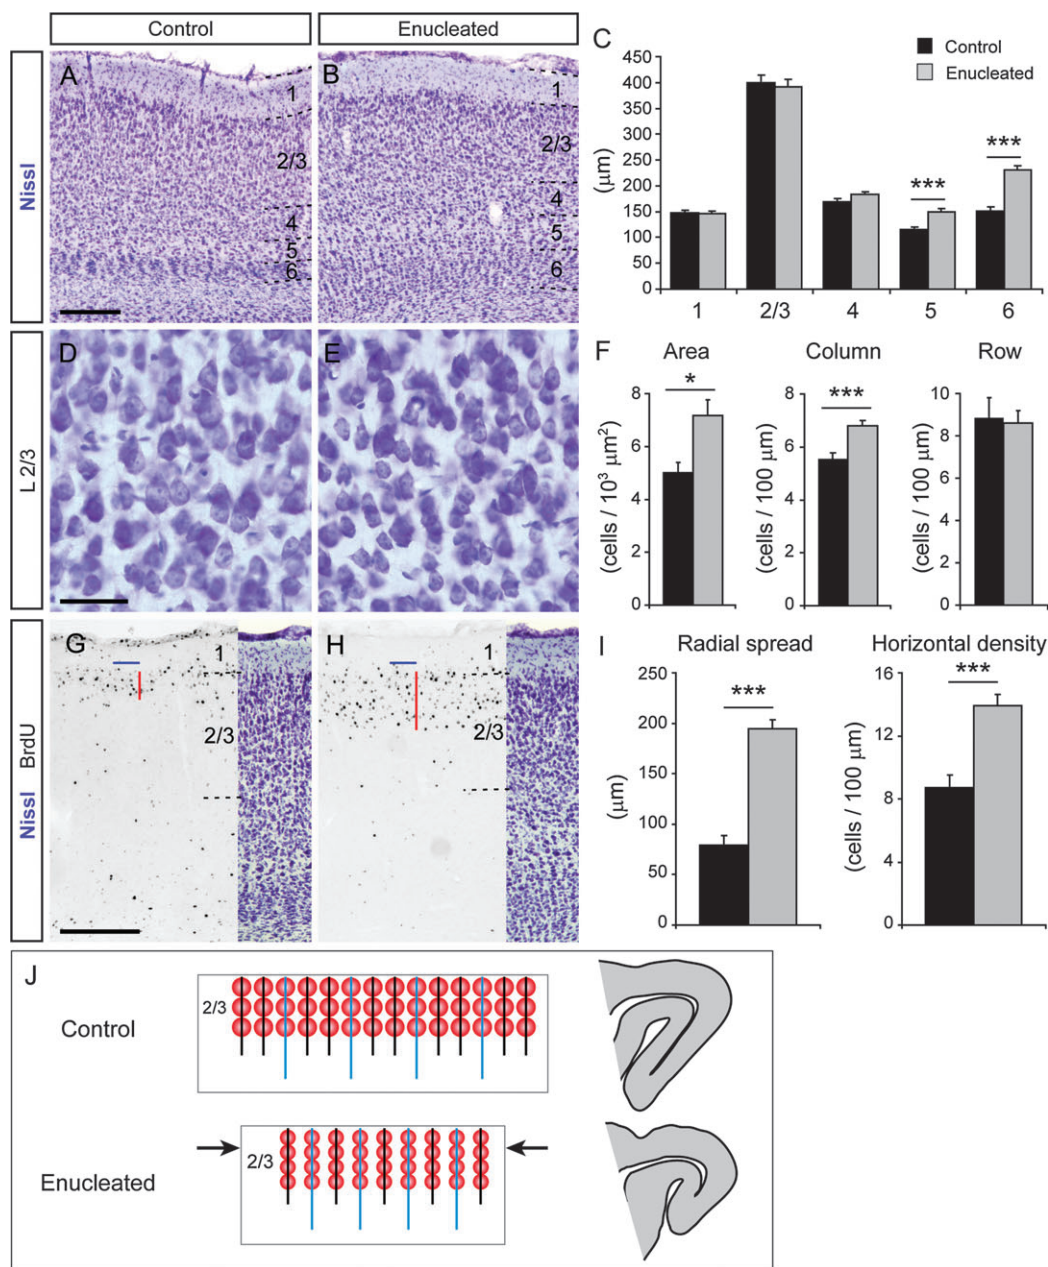 Control
Enucleated
Nissl
A
1
2/3
4
5
6
B
1
2/3
4
5
6
C
Control
Enucleated
(μm)
450
400
350
300
250
200
150
100
50
0
***
***
1
2/3
4
5
6
L 2/3
D
E
F
Area
Column
Row
(cells / 10³ μm²)
8
6
4
2
0
*
(cells / 100 μm)
8
6
4
2
0
***
(cells / 100 μm)
10
8
6
4
2
0
Nissl BrdU
G
1
2/3
H
1
2/3
I
Radial spread
Horizontal density
(μm)
250
200
150
100
50
0
***
(cells / 100 μm)
16
12
8
4
0
***
J
Control
2/3
Enucleated
2/3